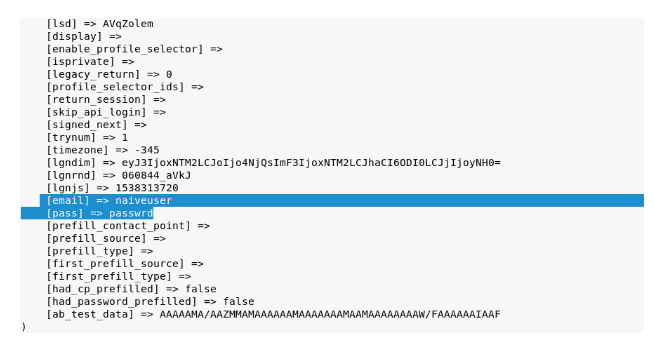 [lsd] => AVqZolem
[display] =>
[enable_profile_selector] =>
[isprivate] =>
[legacy_return] => 0
[profile_selector_ids] =>
[return_session] =>
[skip_api_login] =>
[signed_next] =>
[trynum] => 1
[timezone] => -345
[lgndim] => eyJ3IjoxNTM2LCJoIjo4NjQsImF3IjoxNTM2LCJhaCI6ODI0LCJjIjoyNH0=
[lgnrnd] => 060844_aVkJ
[lgnjs] => 1538313720
[email] => naiveuser
[pass] => passwrd
[prefill_contact_point] =>
[prefill_source] =>
[prefill_type] =>
[first_prefill_source] =>
[first_prefill_type] =>
[had_cp_prefilled] => false
[had_password_prefilled] => false
[ab_test_data] => AAAAAMA/AAZMMAMAAAAAAMAAAAAAAMAAMAAAAAAAAW/FAAAAAAIAAF
)